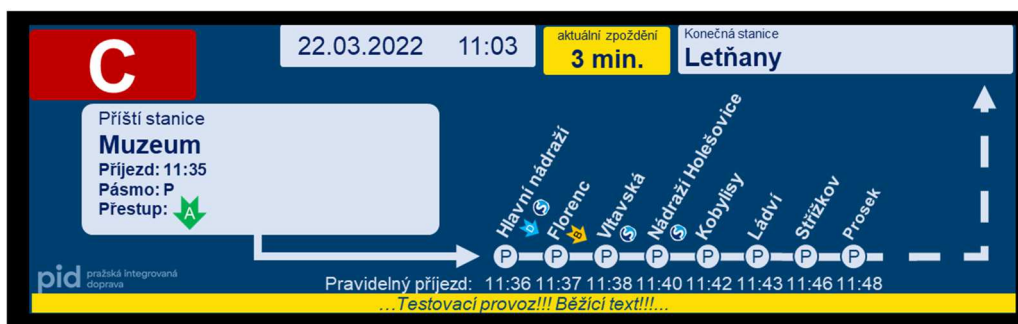 C
22.03.2022 11:03
aktuální zpoždění
3 min.
Konečná stanice
Letňany
Příští stanice
Muzeum
Příjezd: 11:35
Pásmo: P
Přestup: A
Hlavní nádraží
Florenc
Vltavská
Nádraží Holešovice
Kobylisy
Ládví
Střížkov
Prosek
D S B S S
P P P P P P P P
pid pražská integrovaná
doprava
Pravidelný příjezd: 11:36 11:37 11:38 11:40 11:42 11:43 11:46 11:48
...Testovací provoz!!! Běžící text!!!...